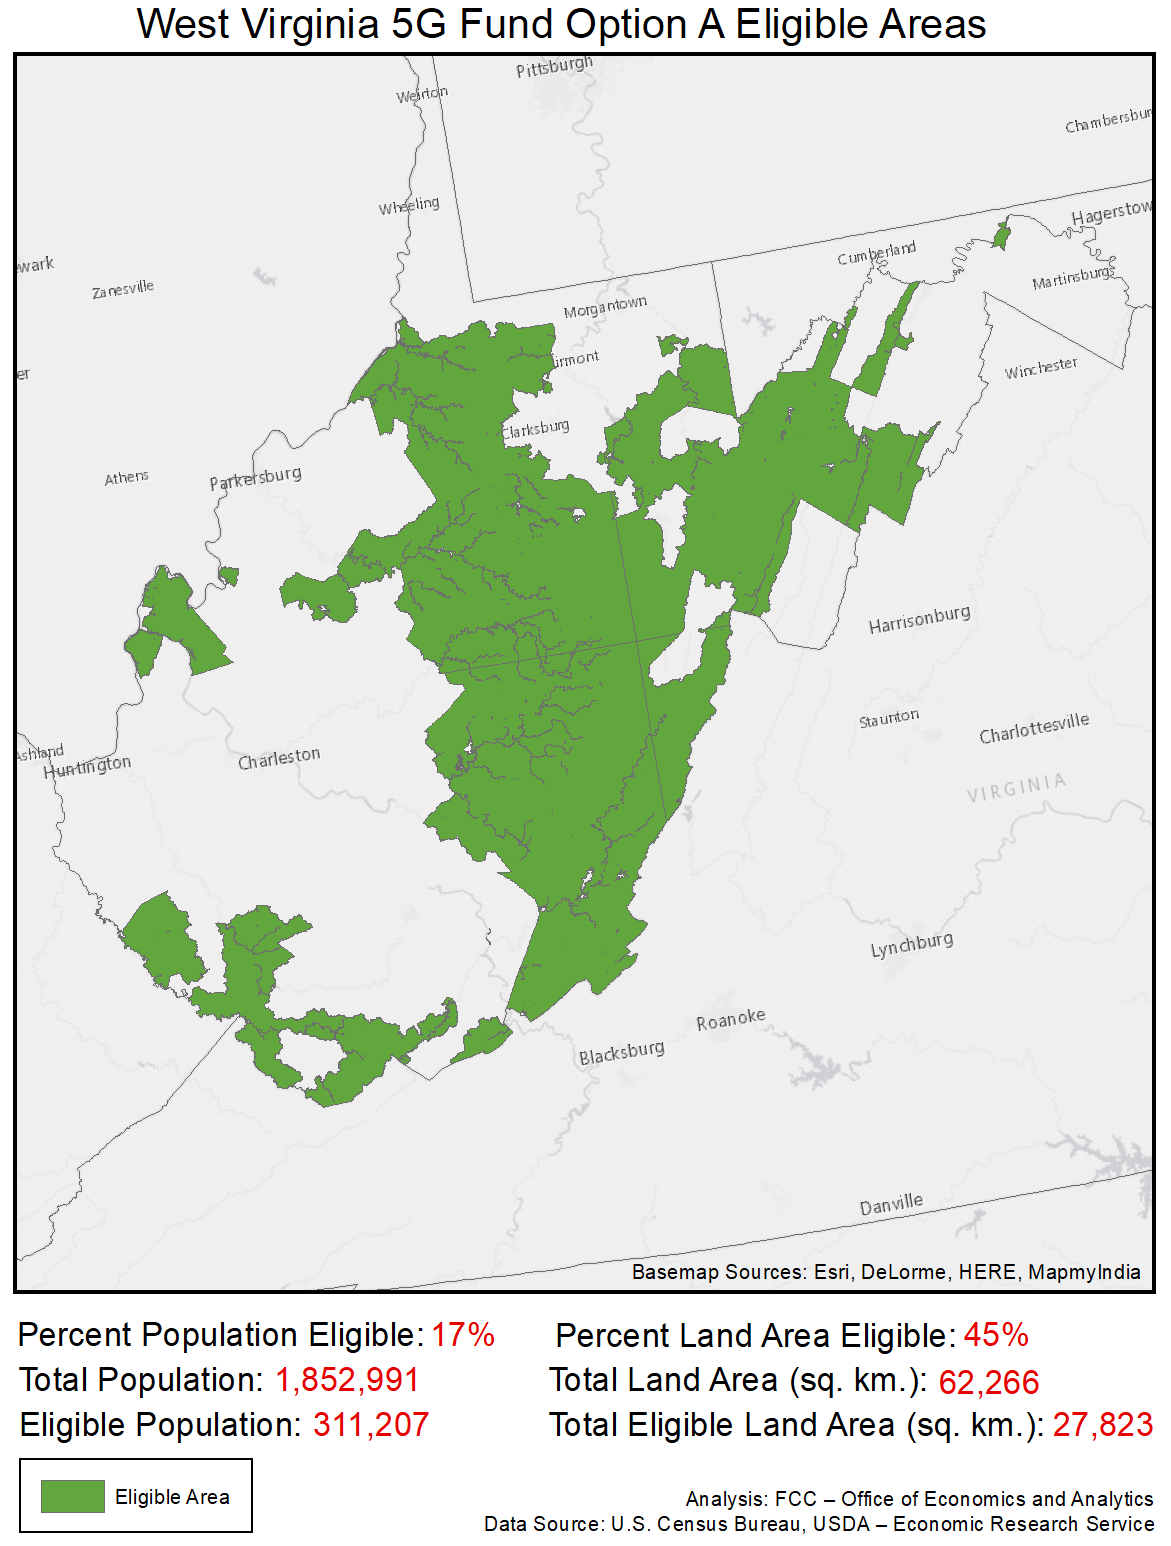 West Virginia 5G Fund Option A Eligible Areas
Pittsburgh
Weirton
Chambersbur
Wheeling
Hagerstow
Cumberland
wark
Zanesville
Martinsburg
Morgantown
er
irmont
Winchester
Clarksburg
Athens
Parkersburg
Harrisonburg
Staunton
Charlottesville
Ashland
Huntington
Charleston
VIRGINIA
Lynchburg
Roanoke
Blacksburg
Danville
Basemap Sources: Esri, DeLorme, HERE, MapmyIndia
Percent Population Eligible: 17%
Percent Land Area Eligible: 45%
Total Population: 1,852,991
Total Land Area (sq. km.): 62,266
Eligible Population: 311,207
Total Eligible Land Area (sq. km.): 27,823
Eligible Area
Analysis: FCC – Office of Economics and Analytics
Data Source: U.S. Census Bureau, USDA – Economic Research Service